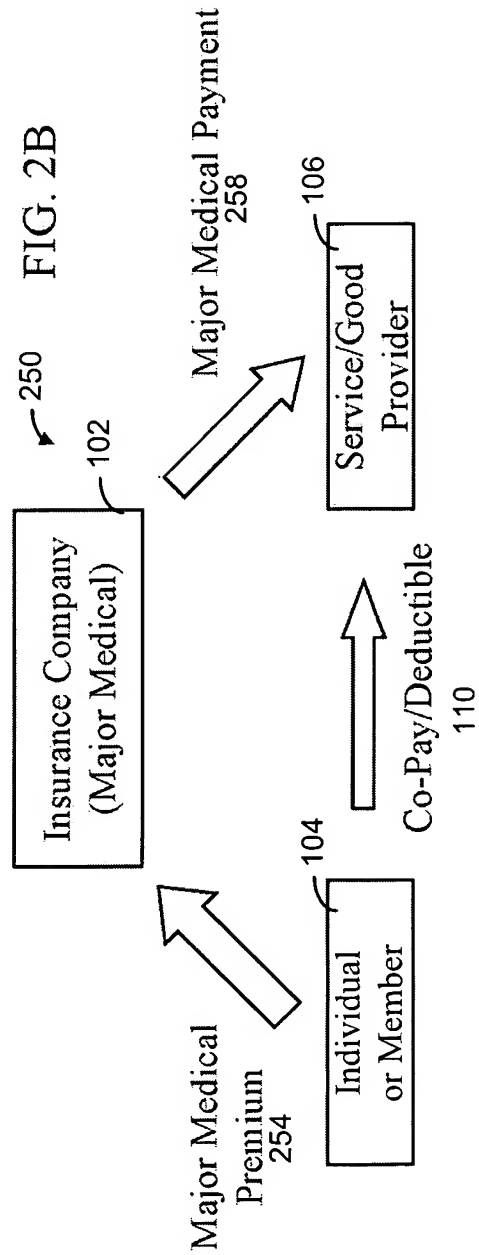 FIG. 2B
250
Insurance Company
(Major Medical)
102
Major Medical
Premium
254
Major Medical Payment
258
Individual
or Member
104
Co-Pay/Deductible
110
Service/Good
Provider
106